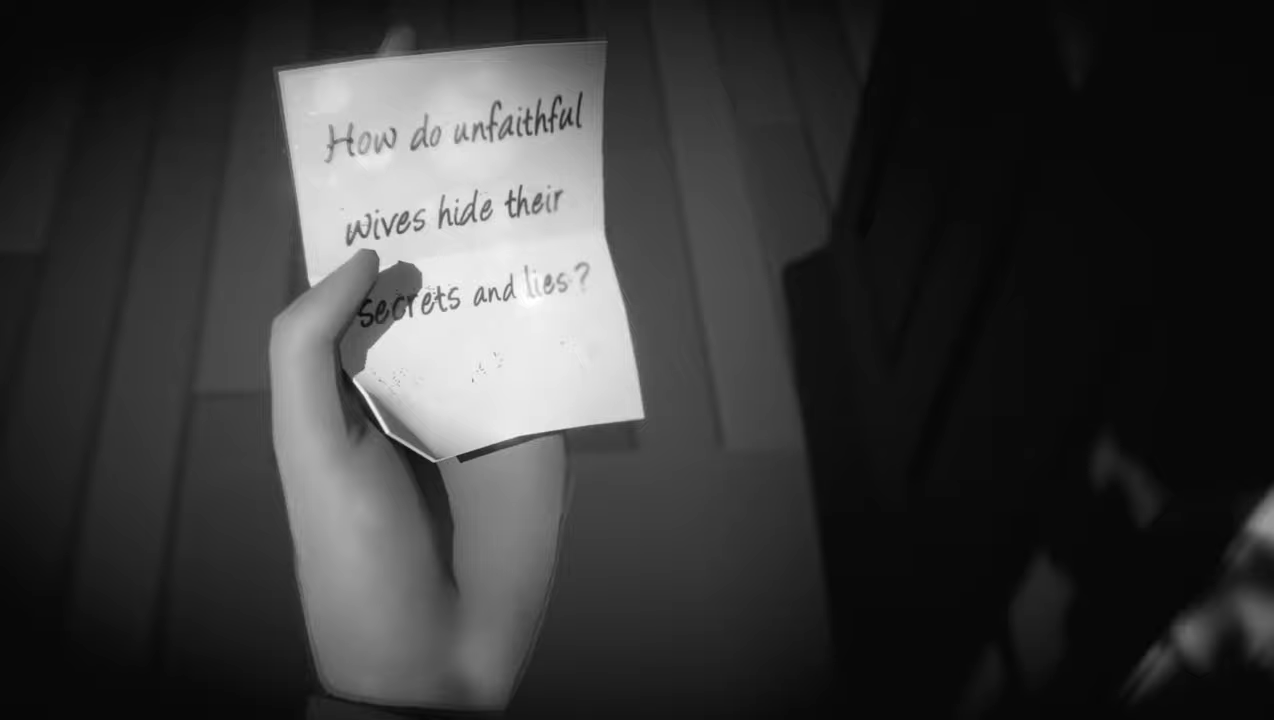 How do unfaithful
wives hide their
secrets and lies?